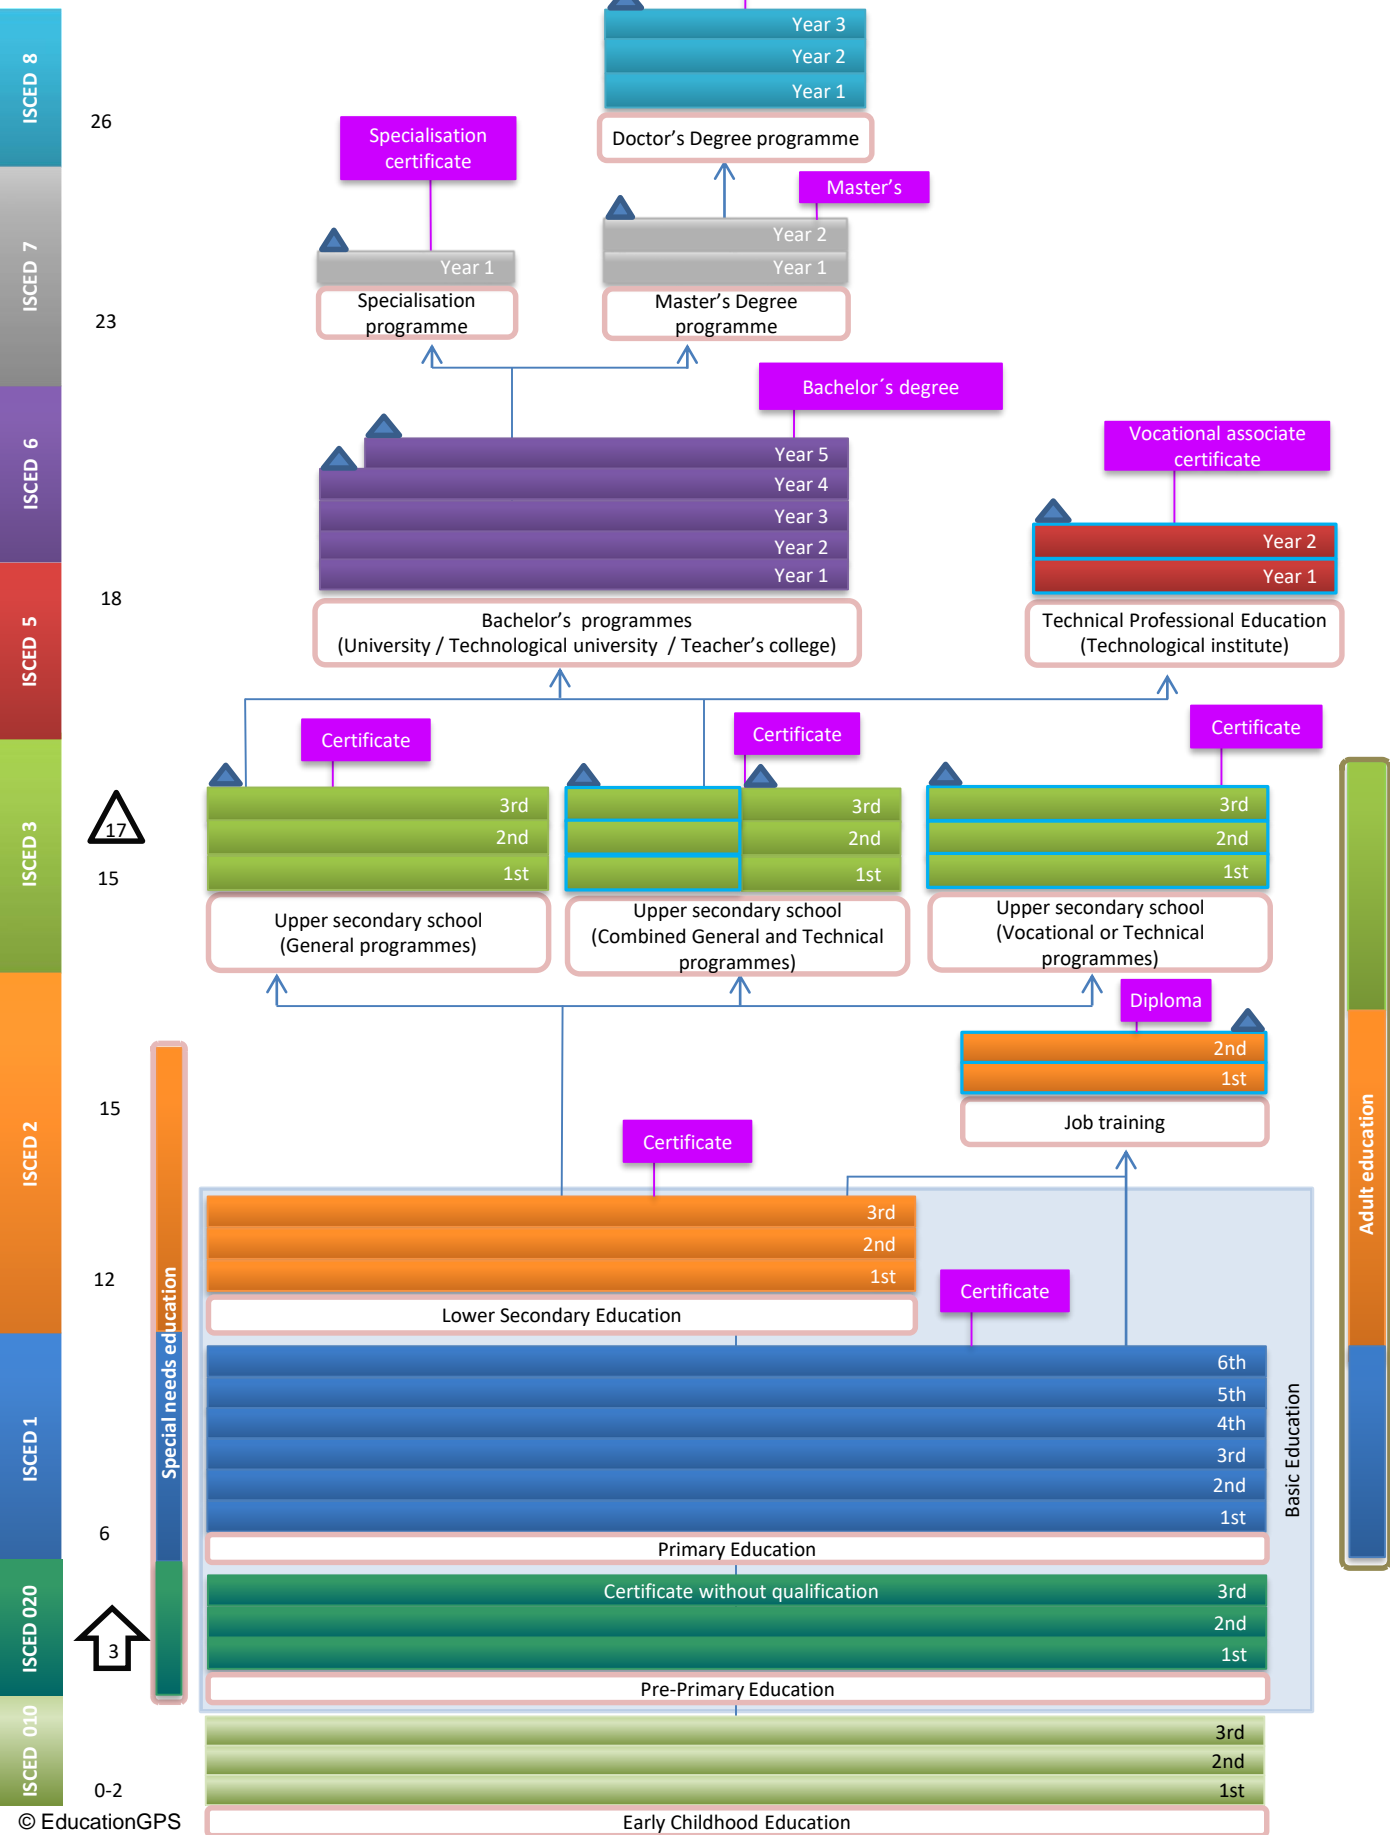 ISCED 8
Year 3
Year 2
Year 1
26
Doctor’s Degree programme
Specialisation
certificate
Master’s
ISCED 7
Year 2
Year 1
Year 1
Specialisation
programme
Master’s Degree
programme
23
Bachelor´s degree
ISCED 6
Year 5
Year 4
Year 3
Year 2
Year 1
Vocational associate
certificate
Year 2
Year 1
18
ISCED 5
Bachelor’s programmes
(University / Technological university / Teacher’s college)
Technical Professional Education
(Technological institute)
Certificate
Certificate
Certificate
ISCED 3
17
15
3rd
2nd
1st
3rd
2nd
1st
3rd
2nd
1st
Upper secondary school
(General programmes)
Upper secondary school
(Combined General and Technical
programmes)
Upper secondary school
(Vocational or Technical
programmes)
Diploma
2nd
1st
15
Job training
ISCED 2
Certificate
Adult education
3rd
2nd
1st
12
Certificate
Lower Secondary Education
Special needs education
ISCED 1
6th
5th
4th
3rd
2nd
1st
Basic Education
6
Primary Education
ISCED 020
Certificate without qualification
3rd
2nd
1st
3
Pre-Primary Education
ISCED 010
3rd
2nd
1st
0-2
© EducationGPS
Early Childhood Education